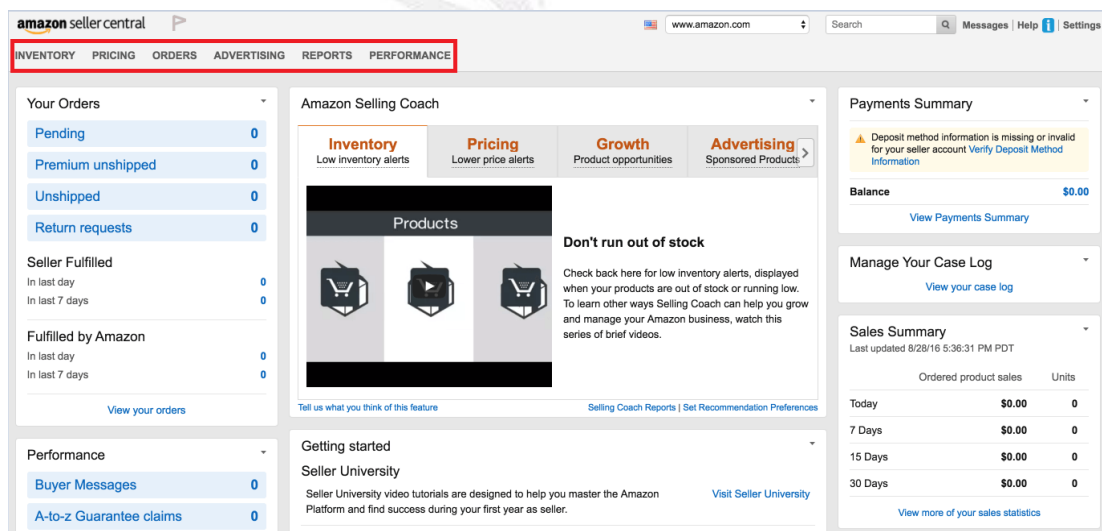 amazon seller central
www.amazon.com
Search
Messages | Help | Settings
INVENTORY PRICING ORDERS ADVERTISING REPORTS PERFORMANCE
Your Orders
Pending 0
Premium unshipped 0
Unshipped 0
Return requests 0
Seller Fulfilled
In last day 0
In last 7 days 0
Fulfilled by Amazon
In last day 0
In last 7 days 0
View your orders
Performance
Buyer Messages 0
A-to-z Guarantee claims 0
Amazon Selling Coach
Inventory
Low inventory alerts
Pricing
Lower price alerts
Growth
Product opportunities
Advertising
Sponsored Products
Products
Don't run out of stock
Check back here for low inventory alerts, displayed
when your products are out of stock or running low.
To learn other ways Selling Coach can help you grow
and manage your Amazon business, watch this
series of brief videos.
Tell us what you think of this feature
Selling Coach Reports | Set Recommendation Preferences
Getting started
Seller University
Seller University video tutorials are designed to help you master the Amazon
Platform and find success during your first year as seller.
Visit Seller University
Payments Summary
Deposit method information is missing or invalid
for your seller account Verify Deposit Method
Information
Balance $0.00
View Payments Summary
Manage Your Case Log
View your case log
Sales Summary
Last updated 8/28/16 5:36:31 PM PDT
Ordered product sales Units
Today $0.00 0
7 Days $0.00 0
15 Days $0.00 0
30 Days $0.00 0
View more of your sales statistics